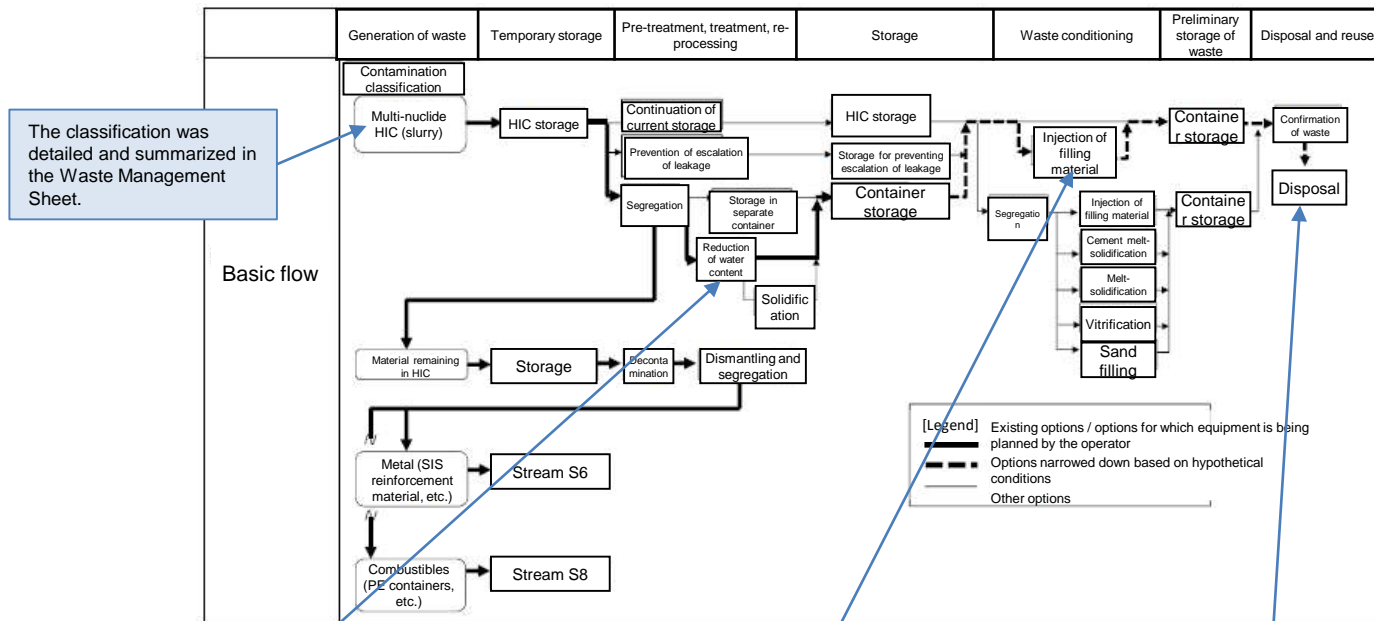 Generation of waste
Temporary storage
Pre-treatment, treatment, re-
processing
Storage
Waste conditioning
Preliminary
storage of
waste
Disposal and reuse
Contamination
classification
The classification was
detailed and summarized in
the Waste Management
Sheet.
Basic flow
Multi-nuclide
HIC (slurry)
HIC storage
Continuation of
current storage
HIC storage
Prevention of escalation
of leakage
Storage for preventing
escalation of leakage
Injection of
filling
material
Containe
r storage
Confirmation
of waste
Disposal
Segregation
Storage in
separate
container
Container
storage
Segregatio
n
Injection of
filling material
Containe
r storage
Reduction
of water
content
Cement melt-
solidification
Solidific
ation
Melt-
solidification
Vitrification
Sand
filling
Material remaining
in HIC
Storage
Deconta
mination
Dismantling and
segregation
Metal (SIS
reinforcement
material, etc.)
Stream S6
Combustibles
(PE containers,
etc.)
Stream S8
[Legend]
Existing options / options for which equipment is being
planned by the operator
Options narrowed down based on hypothetical
conditions
Other options